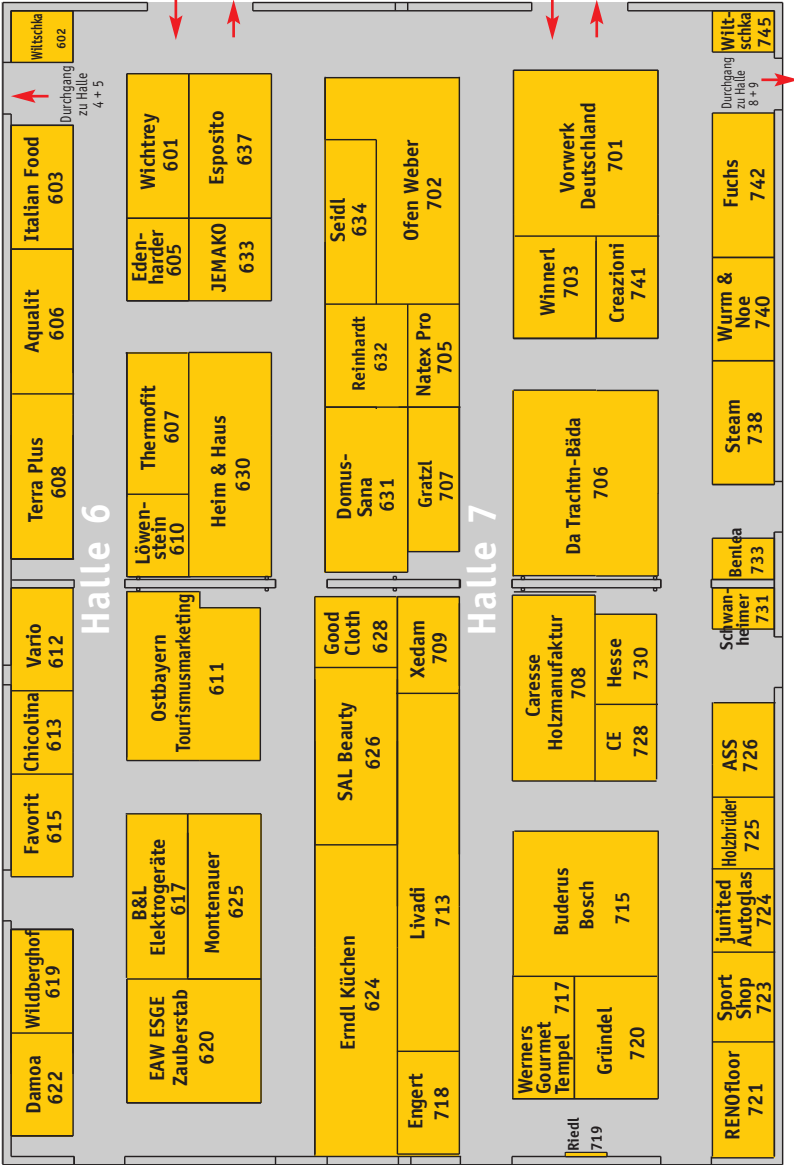 Wiltschka
602
Durchgang
zu Halle
4 + 5
Italian Food
603
Aqualit
606
Terra Plus
608
Vario
612
Chicolina
613
Favorit
615
Wildberghof
619
Damoa
622
Halle 6
Wichtrey
601
Esposito
637
Eden-
harder
605
JEMAKO
633
Thermofit
607
Löwen-
stein
610
Heim & Haus
630
Ostbayern
Tourismusmarketing
611
B&L
Elektrogeräte
617
Montenauer
625
EAW ESGE
Zauberstab
620
Seidl
634
Ofen Weber
702
Reinhardt
632
Natex Pro
705
Domus-
Sana
631
Gratzl
707
Good
Cloth
628
Xedam
709
SAL Beauty
626
Livadi
713
Erndl Küchen
624
Engert
718
Halle 7
Vorwerk
Deutschland
701
Winnerl
703
Creazioni
741
Da Trachtn-Bäda
706
Caresse
Holzmanufaktur
708
Hesse
730
CE
728
Buderus
Bosch
715
Werners
Gourmet
Tempel 717
Gründel
720
Riedl
719
Wilt-
schka
745
Durchgang
zu Halle
8 + 9
Fuchs
742
Wurm &
Noe
740
Steam
738
Benlea
733
Schwan-
heimer
731
ASS
726
Holzbrüder
725
junited
Autoglas
724
Sport
Shop
723
RENOfloor
721